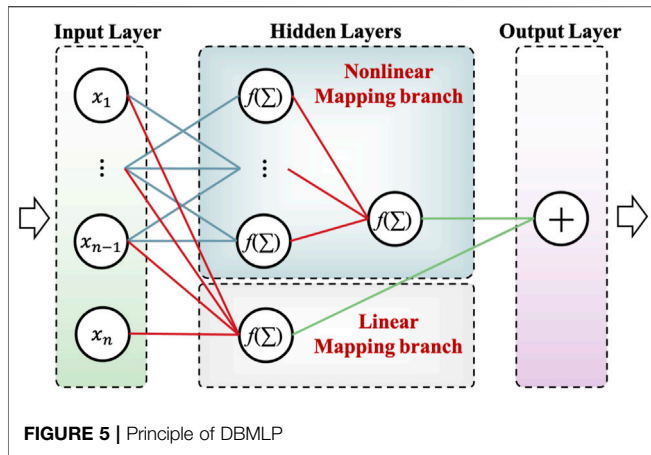 Input Layer
Hidden Layers
Output Layer
Nonlinear
Mapping branch
x₁
⋮
xₙ₋₁
xₙ
f(∑)
⋮
f(∑)
f(∑)
f(∑)
+
Linear
Mapping branch
FIGURE 5 | Principle of DBMLP